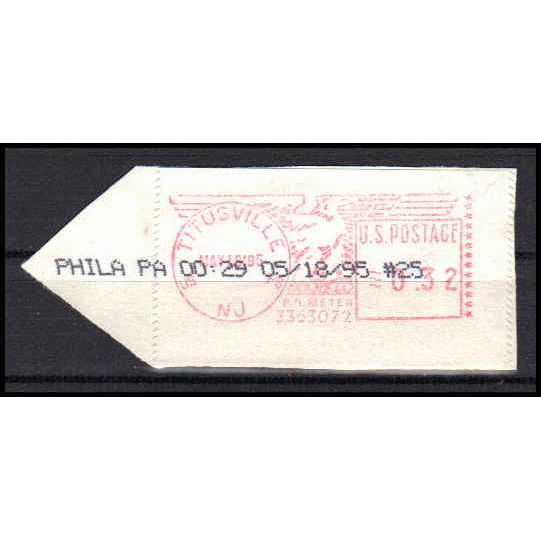 TITUSVILLE
NJ
U.S. POSTAGE
0.32
P.B. METER
3363072
PHILA PA 00:29 05/18/95 #25